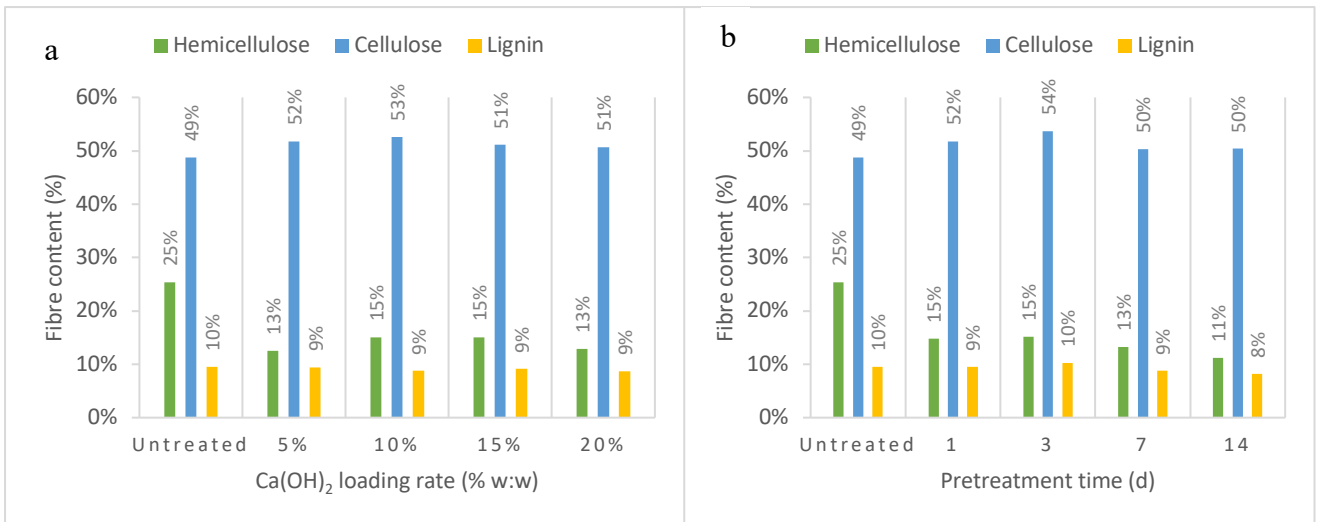 a
Hemicellulose Cellulose Lignin
60%
50%
40%
30%
20%
10%
0%
Fibre content (%)
25% 49% 10%
13% 52% 9%
15% 53% 9%
15% 51% 9%
13% 51% 9%
Untreated 5% 10% 15% 20%
Ca(OH)₂ loading rate (% w:w)
b
Hemicellulose Cellulose Lignin
60%
50%
40%
30%
20%
10%
0%
Fibre content (%)
25% 49% 10%
15% 52% 9%
15% 54% 10%
13% 50% 9%
11% 50% 8%
Untreated 1 3 7 14
Pretreatment time (d)